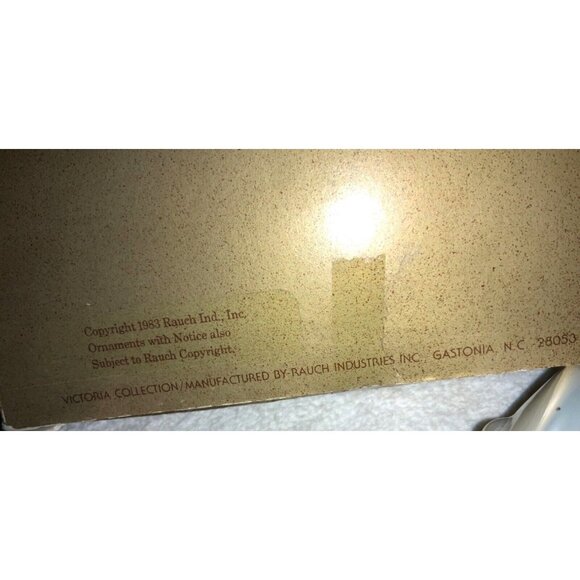 Copyright 1983 Rauch Ind., Inc.
Ornaments with Notice also
Subject to Rauch Copyright.
VICTORIA COLLECTION/MANUFACTURED BY-RAUCH INDUSTRIES INC. GASTONIA, N.C. 28053